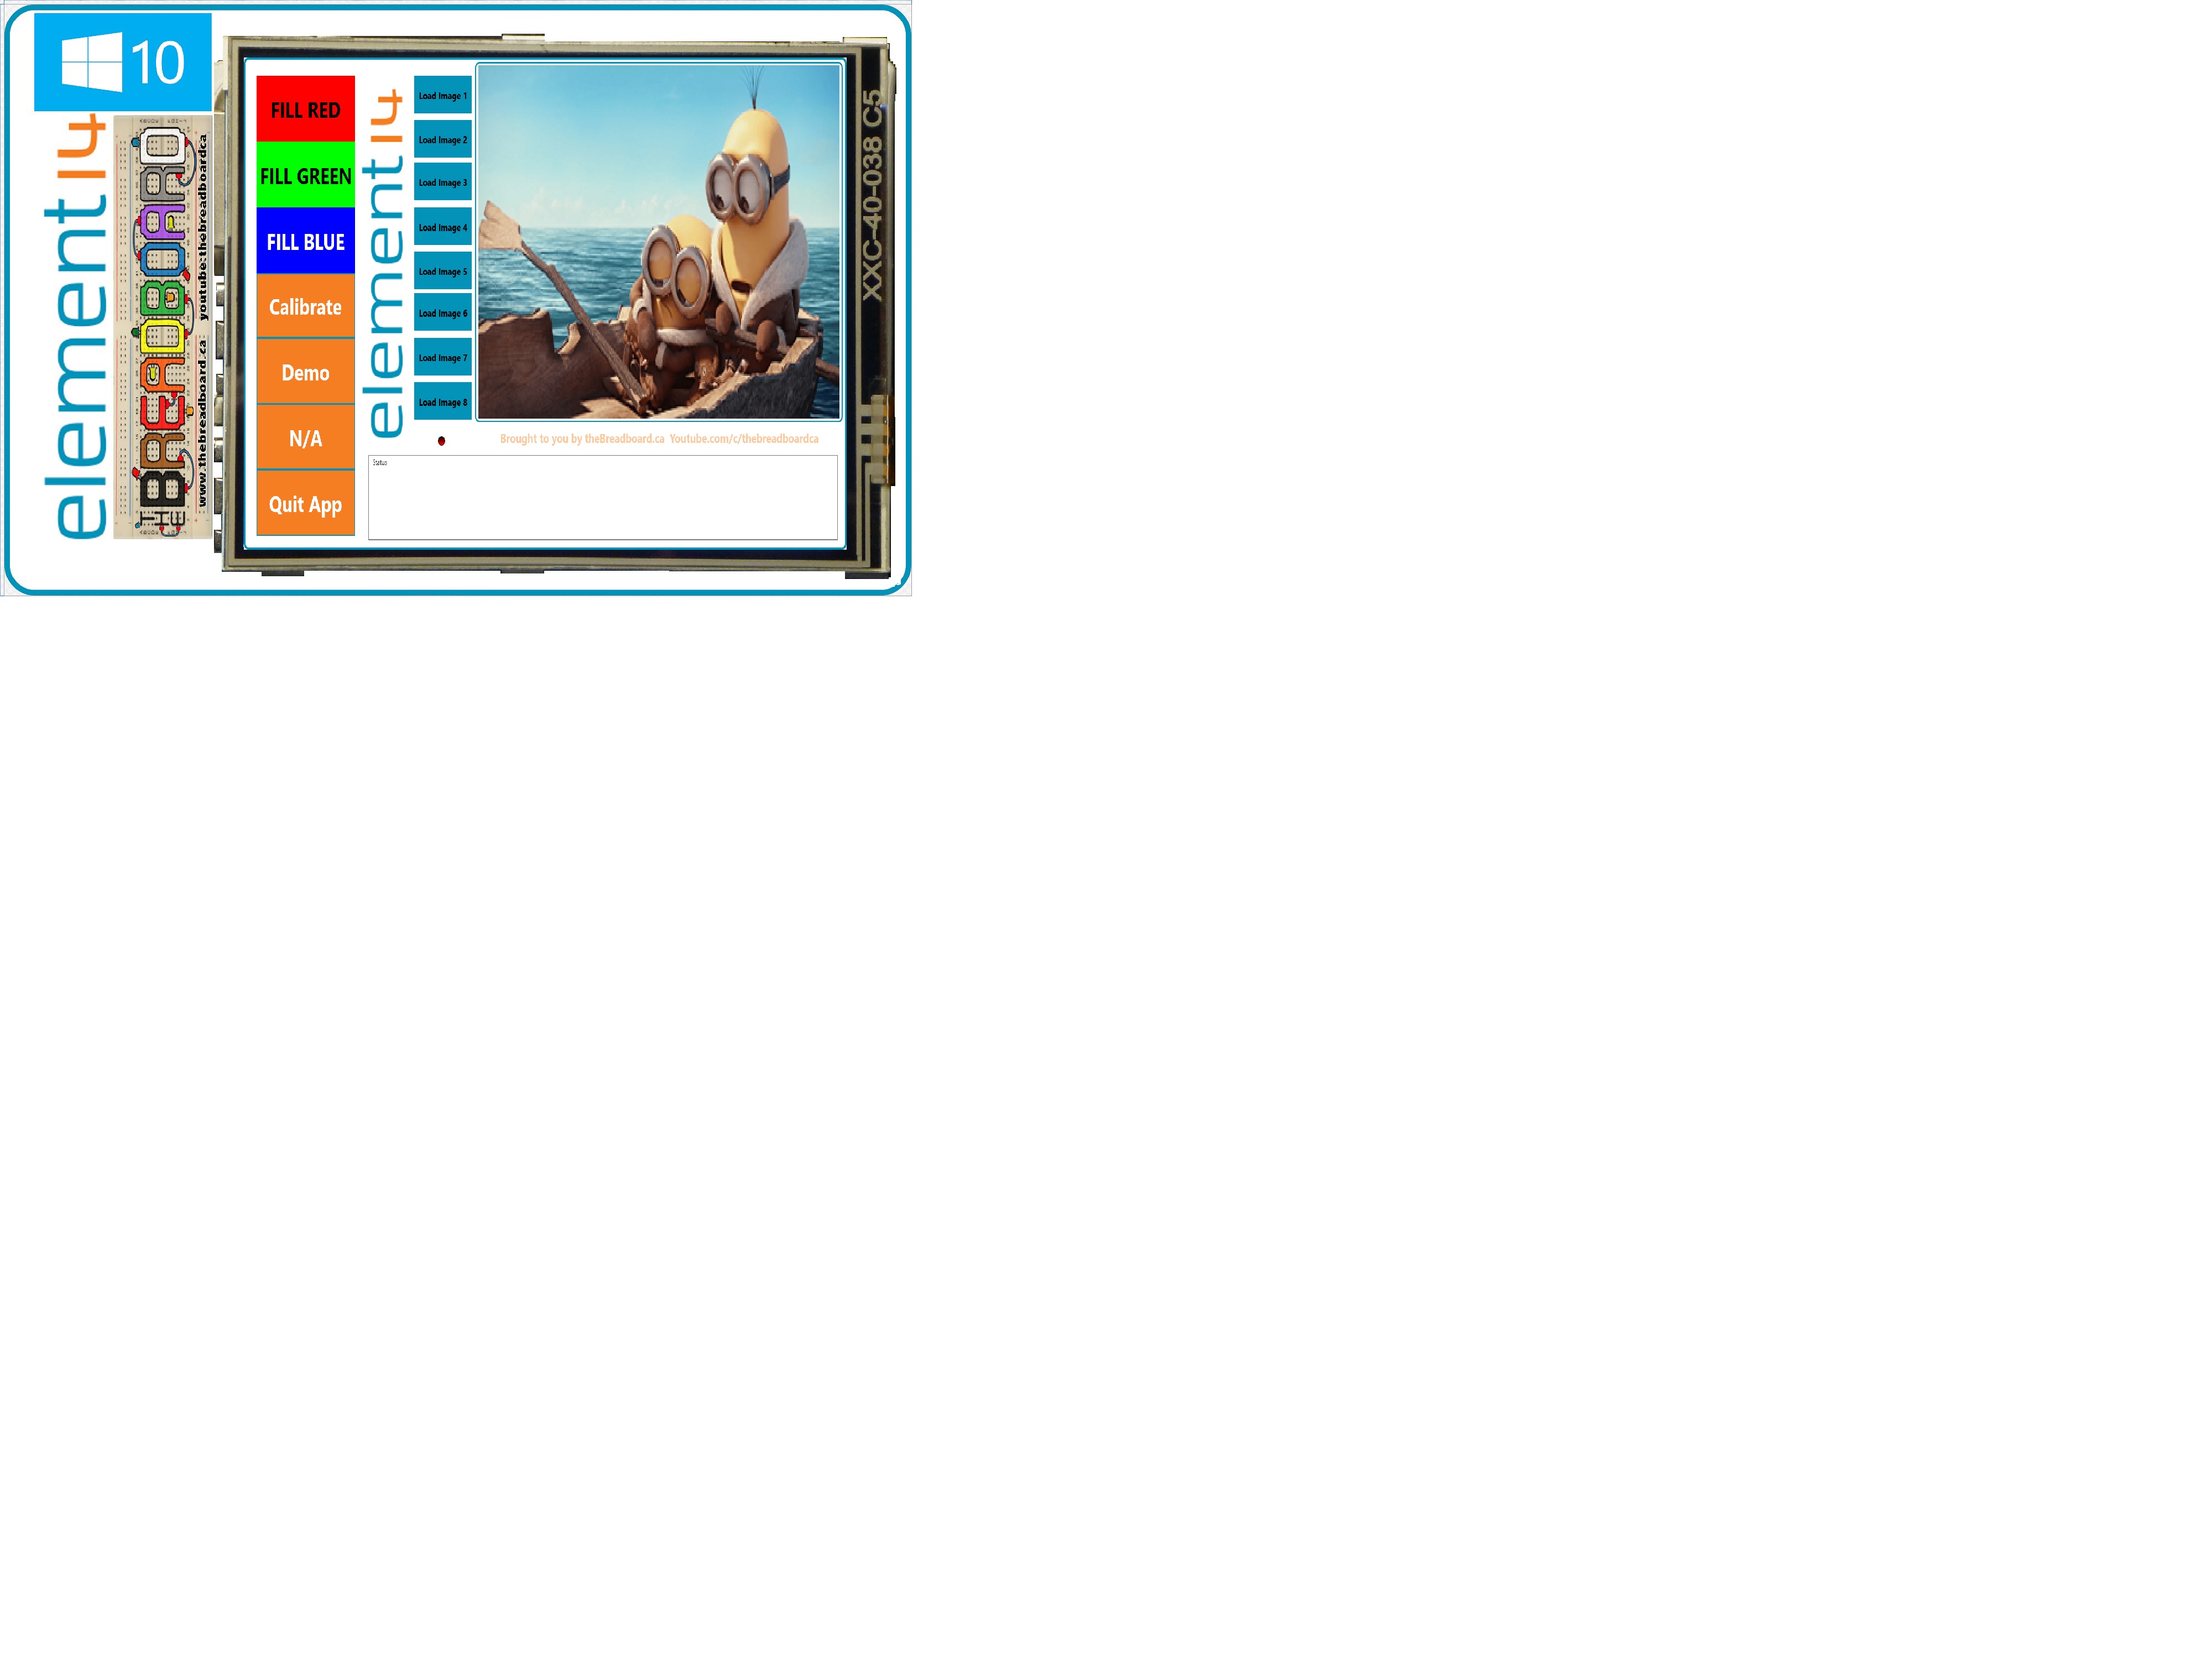 10
element14
THE BREADBOARD
www.thebreadboard.ca youtube:thebreadboardca
FILL RED
FILL GREEN
FILL BLUE
Calibrate
Demo
N/A
Quit App
element14
Load Image 1
Load Image 2
Load Image 3
Load Image 4
Load Image 5
Load Image 6
Load Image 7
Load Image 8
Brought to you by theBreadboard.ca Youtube.com/c/thebreadboardca
Status
XXC-40-038 C5